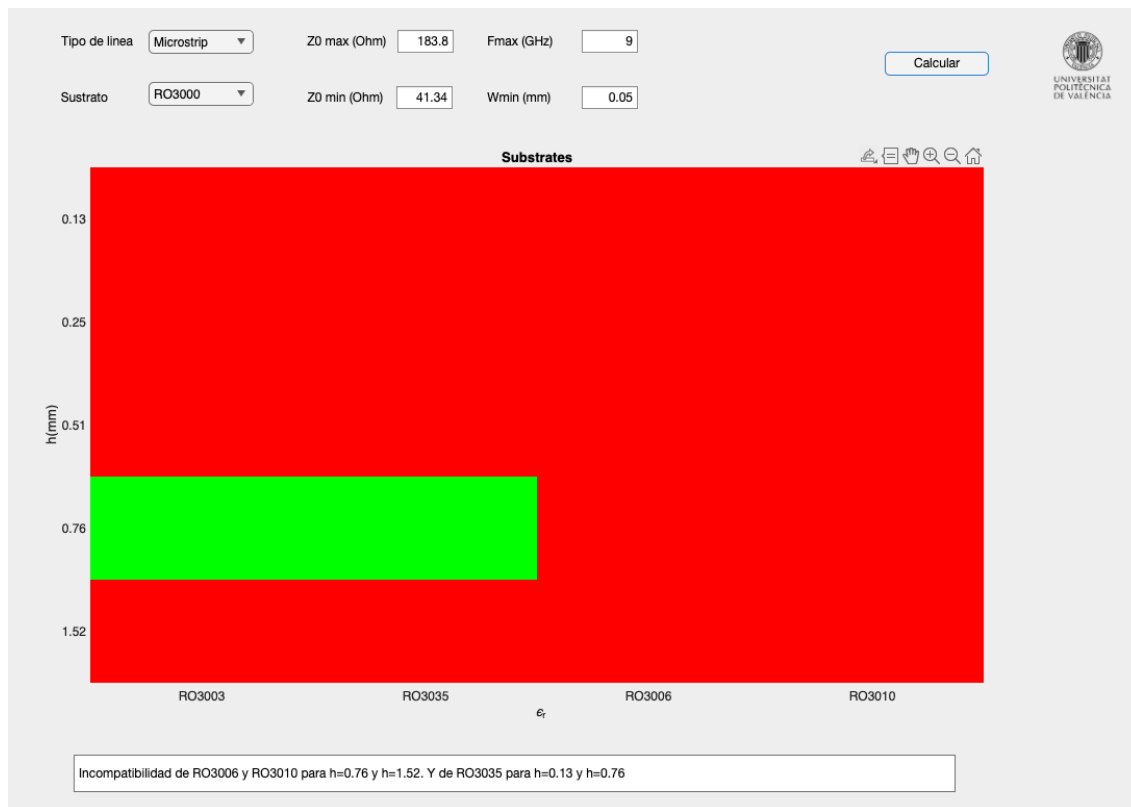 Tipo de linea Microstrip Z0 max (Ohm) 183.8 Fmax (GHz) 9
Calcular
Sustrato RO3000 Z0 min (Ohm) 41.34 Wmin (mm) 0.05
UNIVERSITAT
POLITÈCNICA
DE VALÈNCIA
Substrates
0.13
0.25
0.51
0.76
1.52
h(mm)
RO3003 RO3035 RO3006 RO3010
ϵr
Incompatibilidad de RO3006 y RO3010 para h=0.76 y h=1.52. Y de RO3035 para h=0.13 y h=0.76